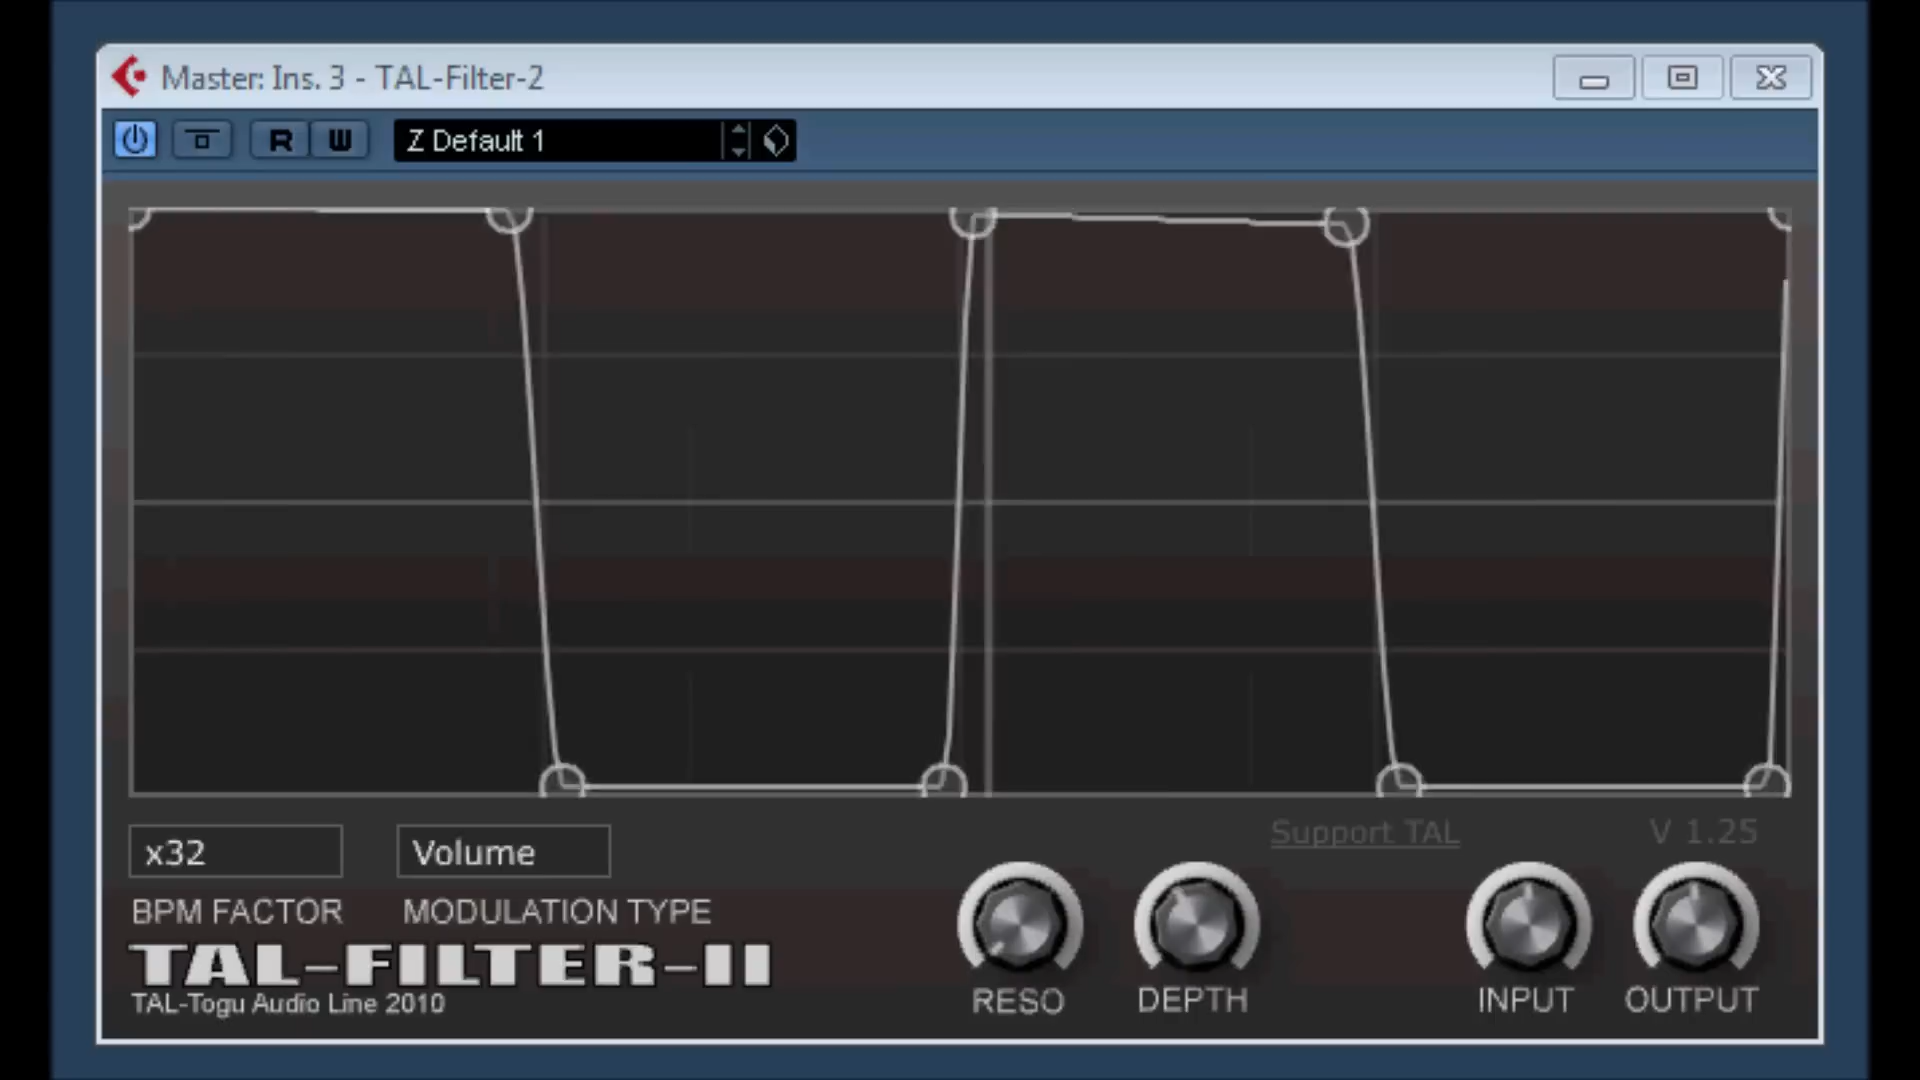 Master: Ins. 3 - TAL-Filter-2
R W Z Default 1
Support TAL V 1.25
x32 Volume
BPM FACTOR MODULATION TYPE
TAL-FILTER-II
TAL-Togu Audio Line 2010
RESO DEPTH INPUT OUTPUT